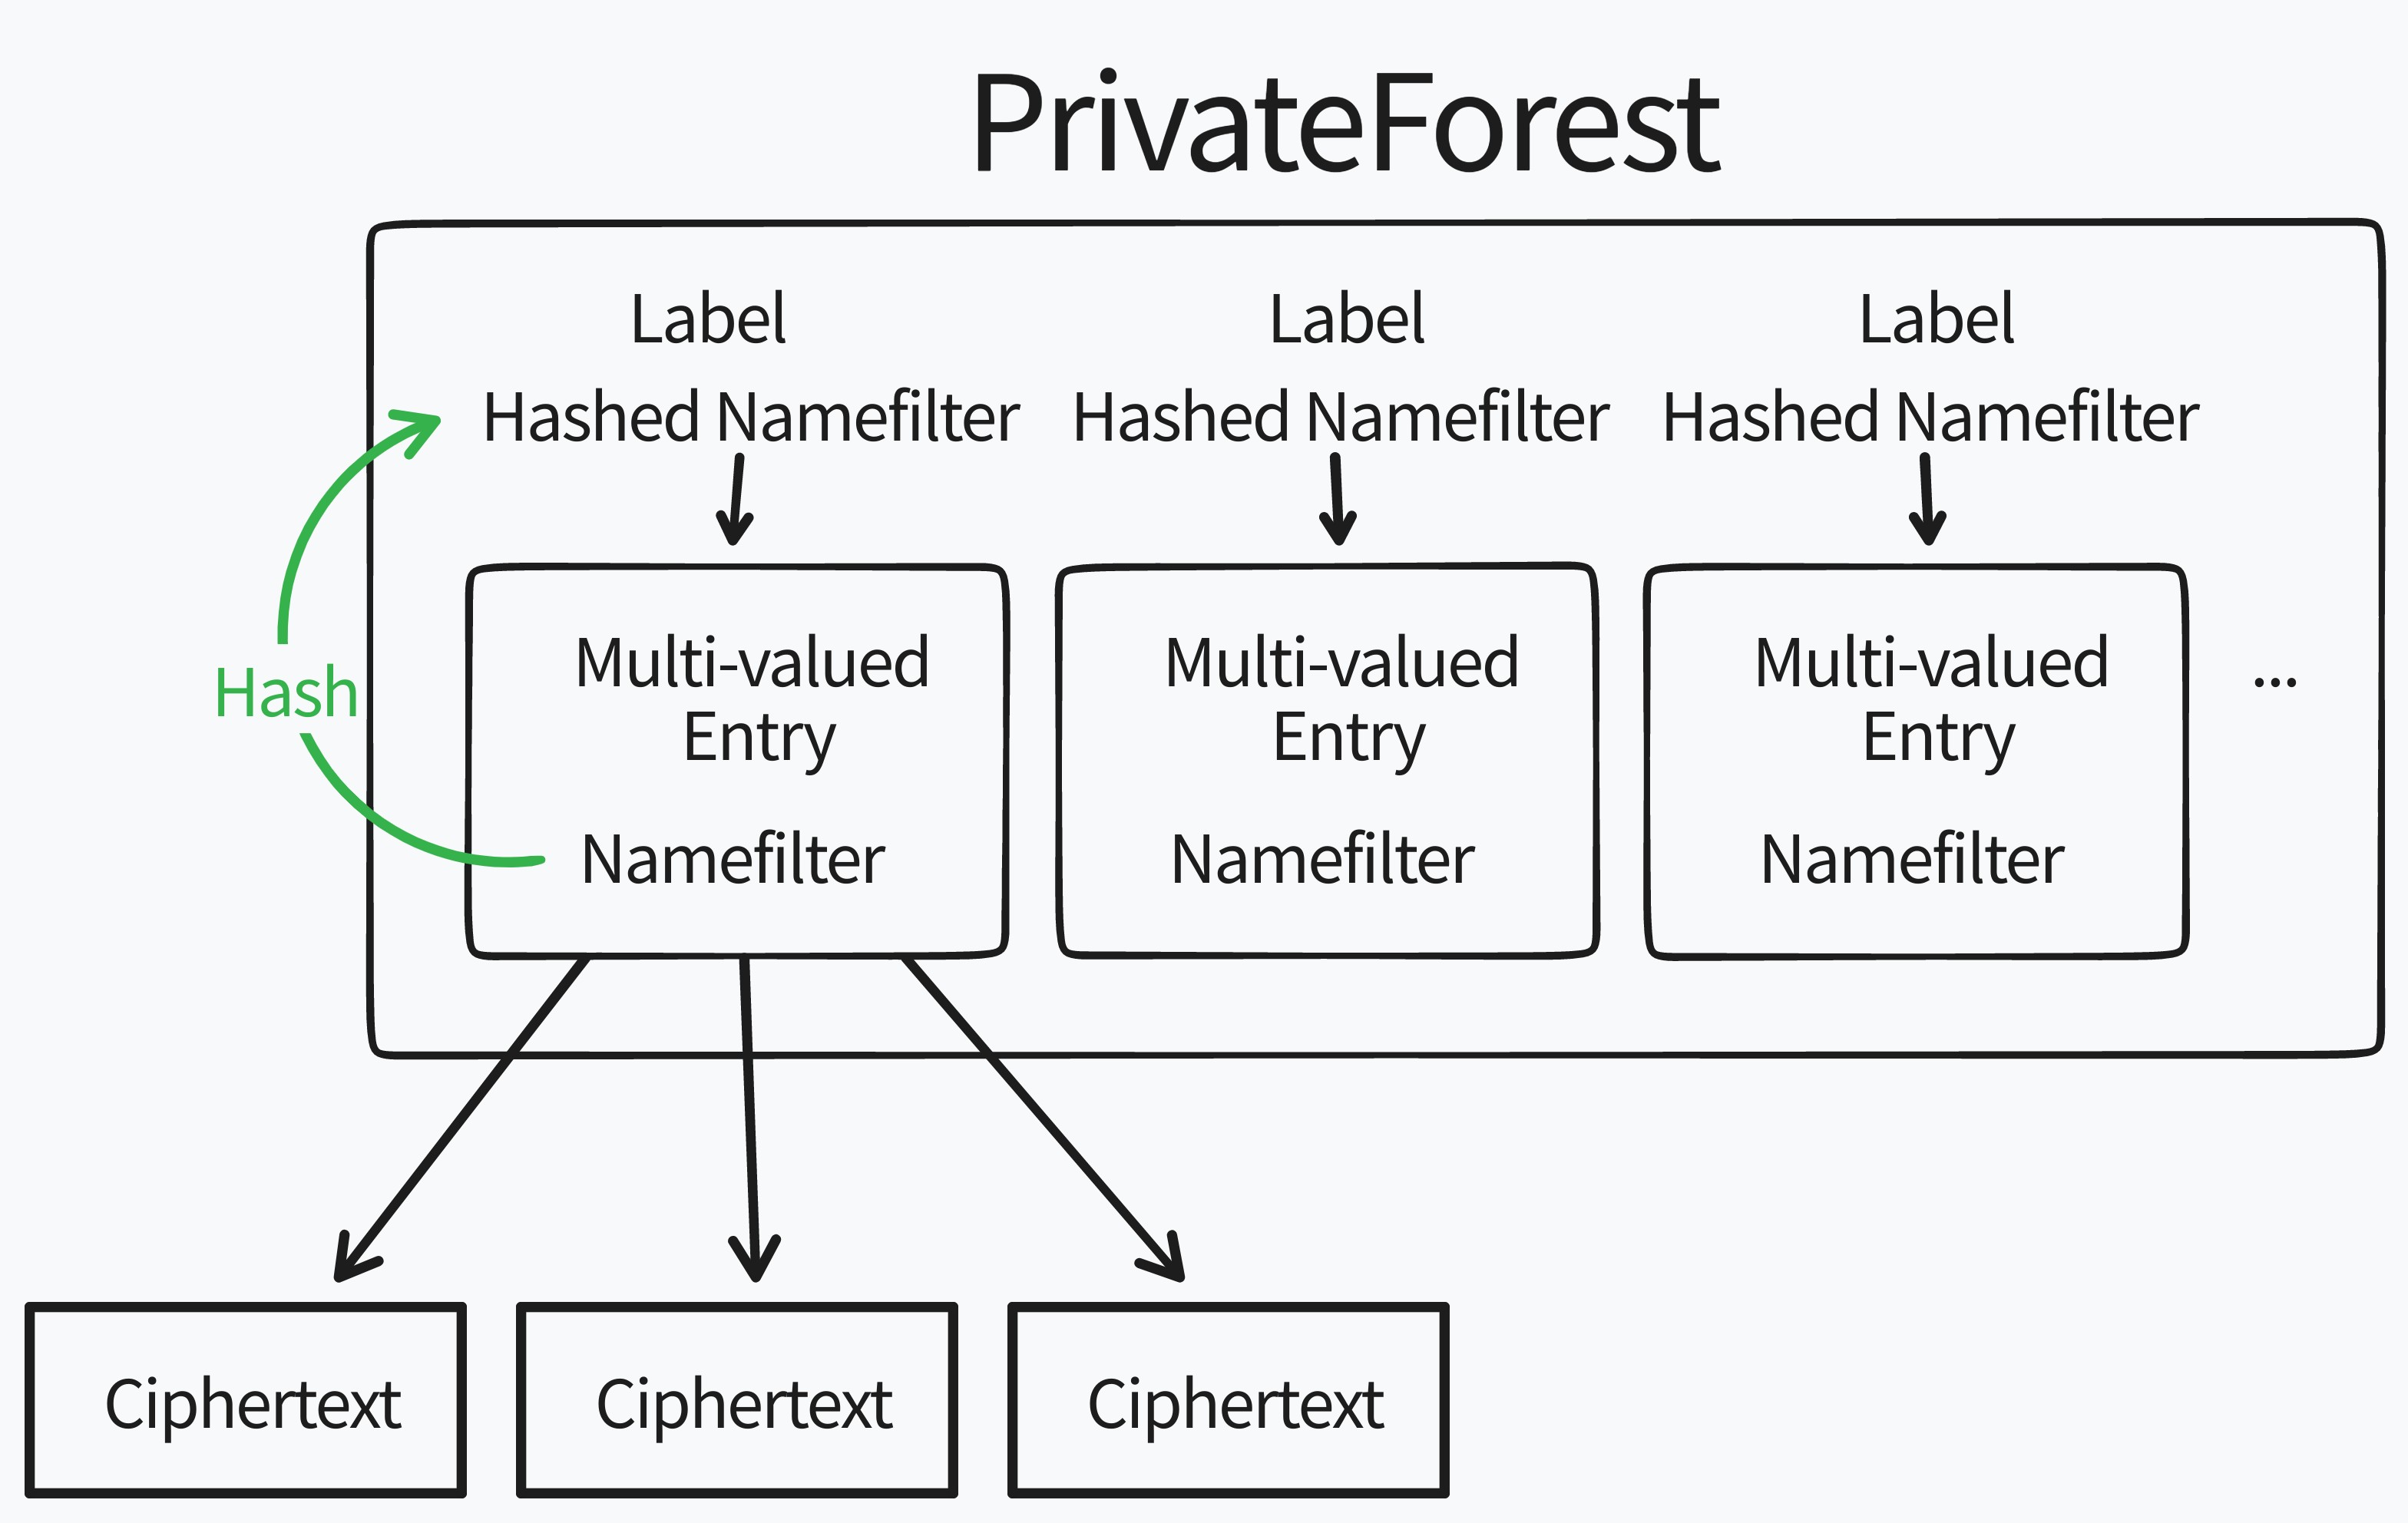 PrivateForest
Label
Label
Label
Hashed Namefilter
Hashed Namefilter
Hashed Namefilter
Hash
Multi-valued
Entry
Namefilter
Multi-valued
Entry
Namefilter
Multi-valued
Entry
Namefilter
...
Ciphertext
Ciphertext
Ciphertext